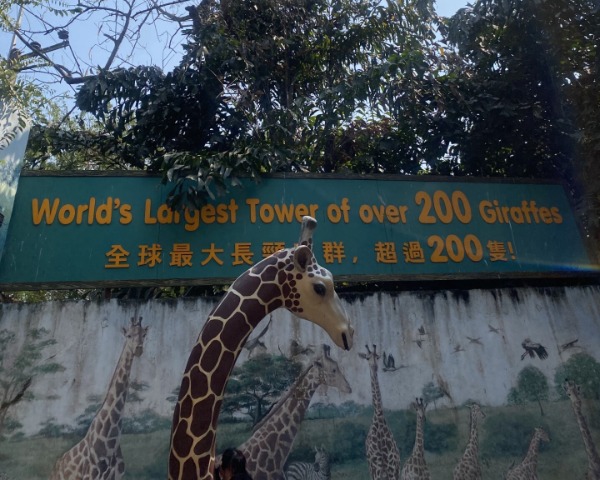 World's Largest Tower of over 200 Giraffes
全球最大長頸 群，超過200隻!